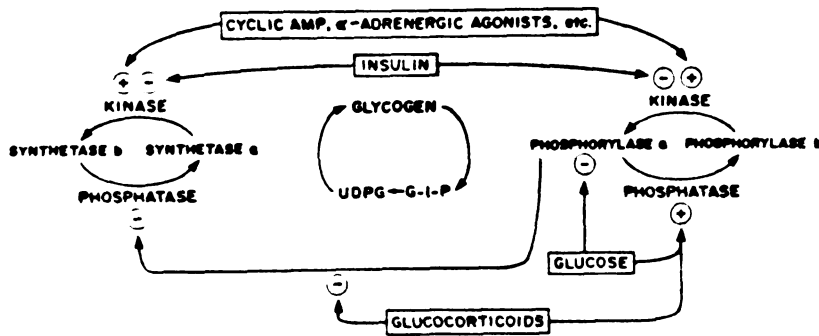 CYCLIC AMP, α-ADRENERGIC AGONISTS, etc.
INSULIN
+ - - +
KINASE GLYCOGEN KINASE
SYNTHETASE b SYNTHETASE a PHOSPHORYLASE a PHOSPHORYLASE b
PHOSPHATASE UDPG G-1-P - PHOSPHATASE
- +
GLUCOSE
-
GLUCOCORTICOIDS